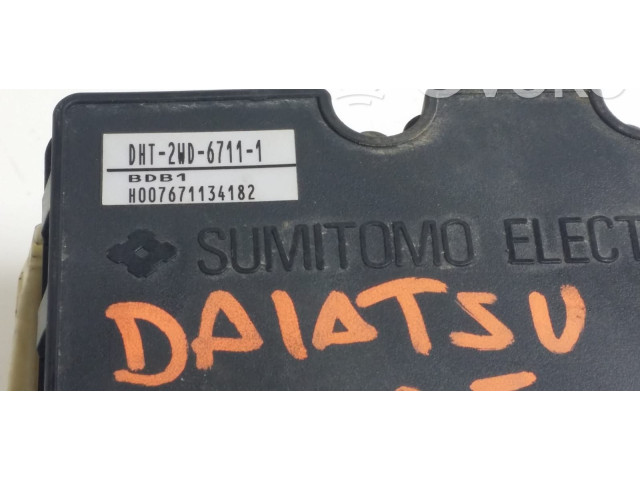 DHT-2WD-6711-1
BDB1
H007671134182
SUMITOMO ELECT
DAIATSU